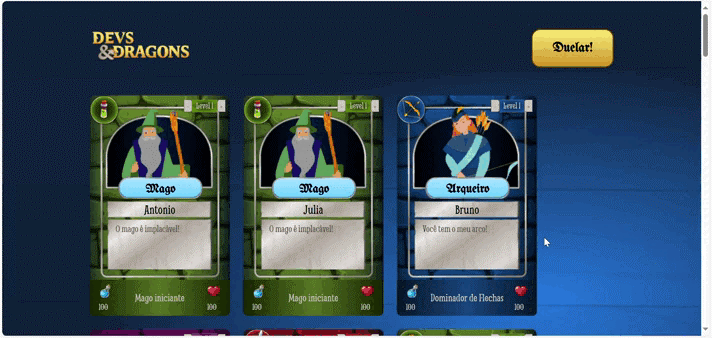 DEVS
&DRAGONS
Duelar!
Level 1
Mago
Antonio
O mago é implacável!
Mago iniciante
100
100
Level 1
Mago
Julia
O mago é implacável!
Mago iniciante
100
100
Level 1
Arqueiro
Bruno
Você tem o meu arco!
Dominador de Flechas
100
100